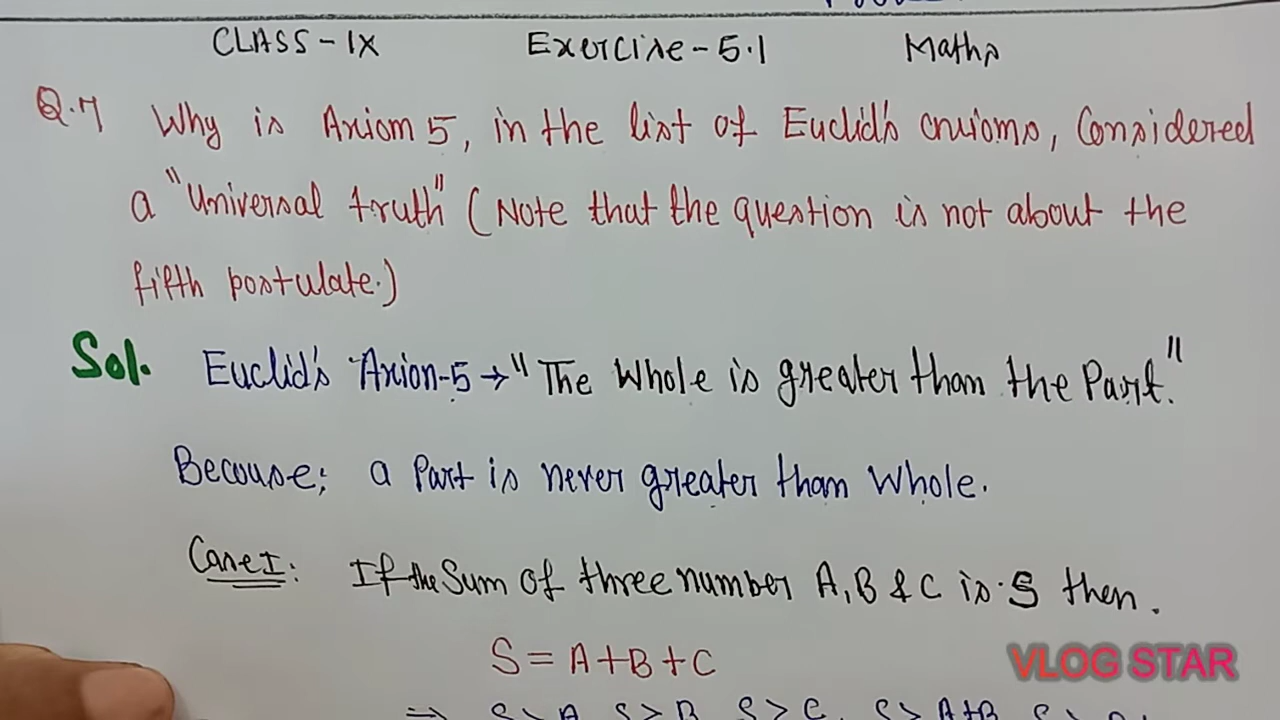 CLASS-IX Exercise-5.1 Maths
Q.7 Why is Axiom 5, in the list of Euclid's axioms, Considered
a "Universal truth" (Note that the question is not about the
fifth postulate.)
Sol. Euclid's Axion-5→"The Whole is greater than the Part."
Because; a Part is never greater than Whole.
Case I: If the Sum of three number A, B & C is S then.
S = A+B+C
⇒ S>A, S>B, S>C, S>A+B,
VLOG STAR